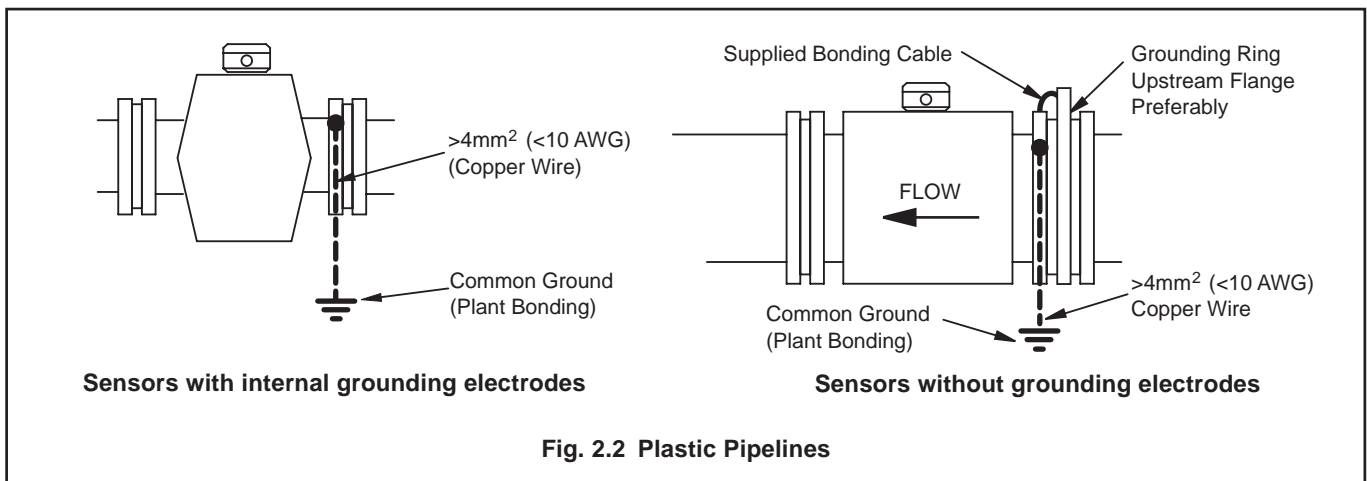 >4mm² (<10 AWG)
(Copper Wire)
Common Ground
(Plant Bonding)
Sensors with internal grounding electrodes
Supplied Bonding Cable
Grounding Ring
Upstream Flange
Preferably
FLOW
>4mm² (<10 AWG)
Copper Wire
Common Ground
(Plant Bonding)
Sensors without grounding electrodes
Fig. 2.2 Plastic Pipelines